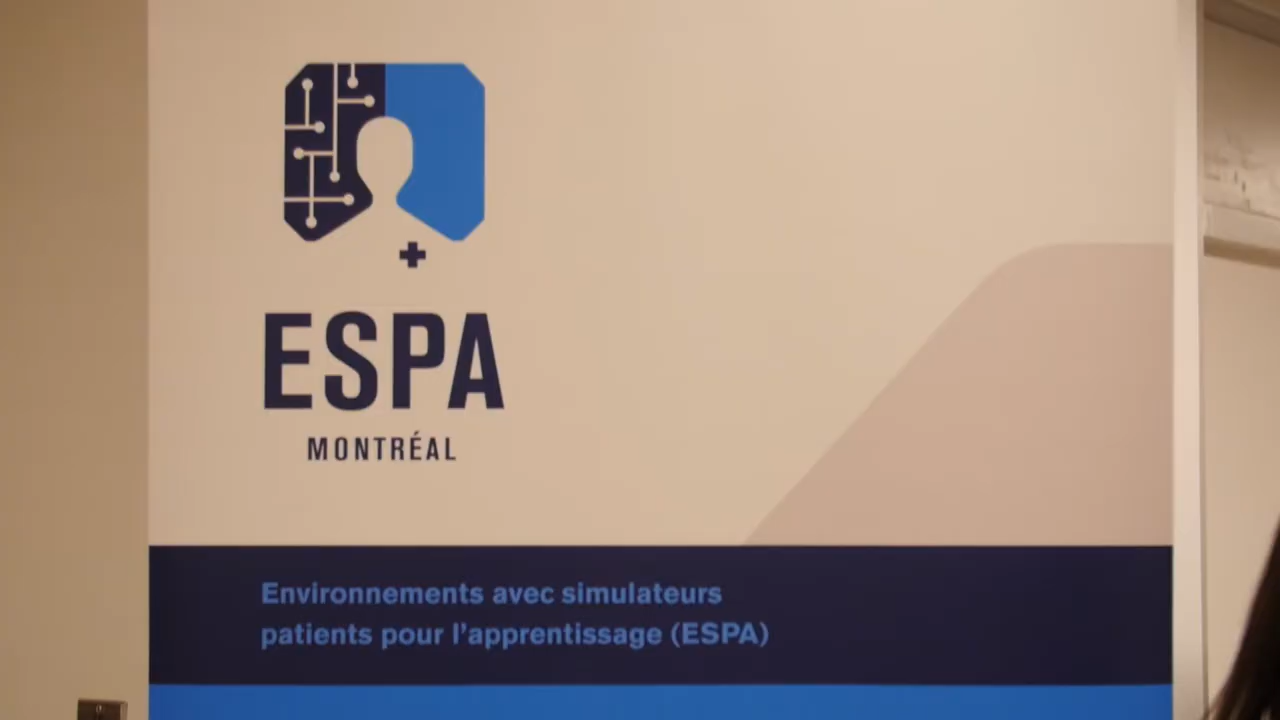 ESPA
MONTRÉAL
Environnements avec simulateurs
patients pour l'apprentissage (ESPA)